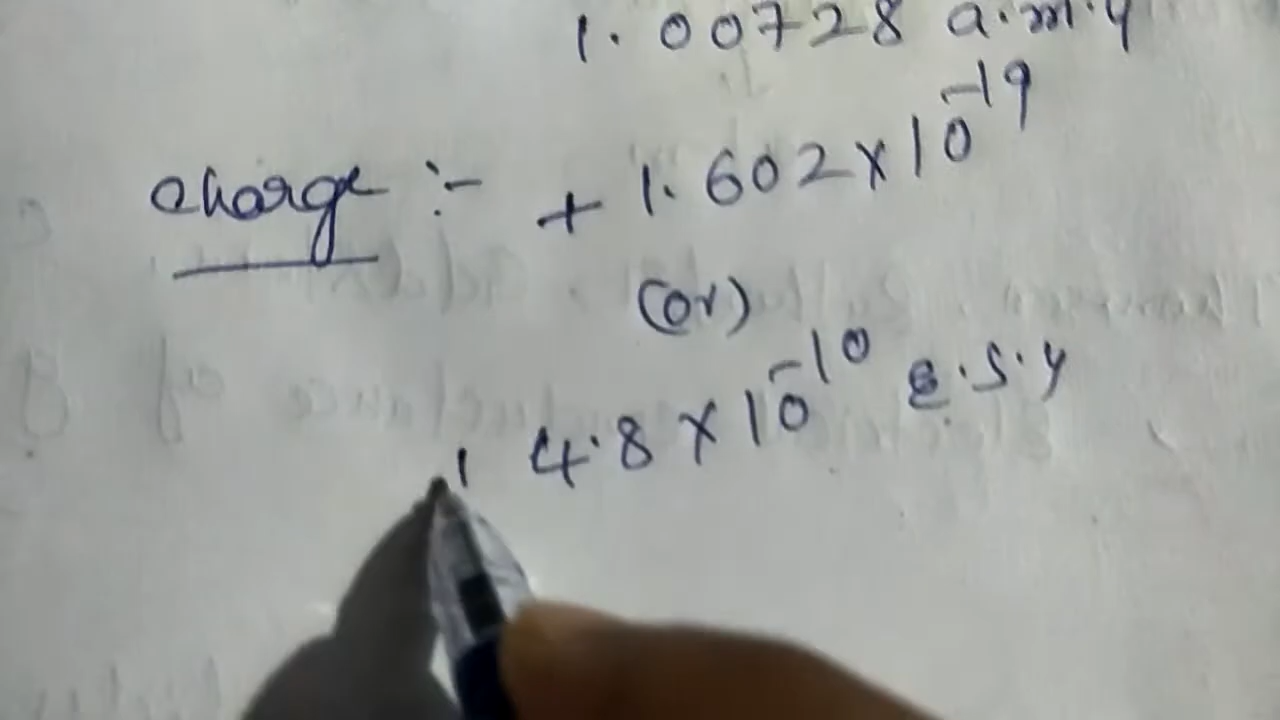 1.00728 a.m.u
charge :- + 1.602 x 10⁻¹⁹
(or)
4.8 x 10⁻¹⁰ e.s.u